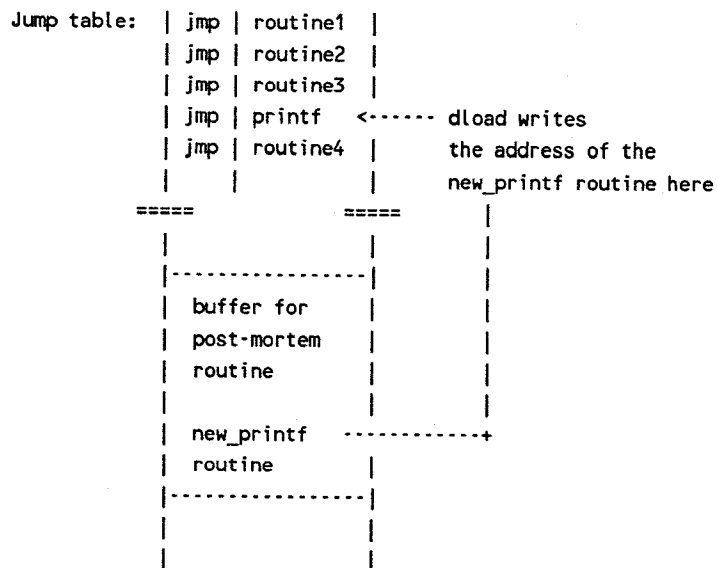 Jump table: | jmp | routine1 |
| jmp | routine2 |
| jmp | routine3 |
| jmp | printf <------ dload writes
| jmp | routine4 | the address of the
| | | new_printf routine here
===== ===== |
| | |
|-----------------| |
| buffer for | |
| post-mortem | |
| routine | |
| | |
| new_printf ------------+
| routine |
|-----------------|
| |
| |